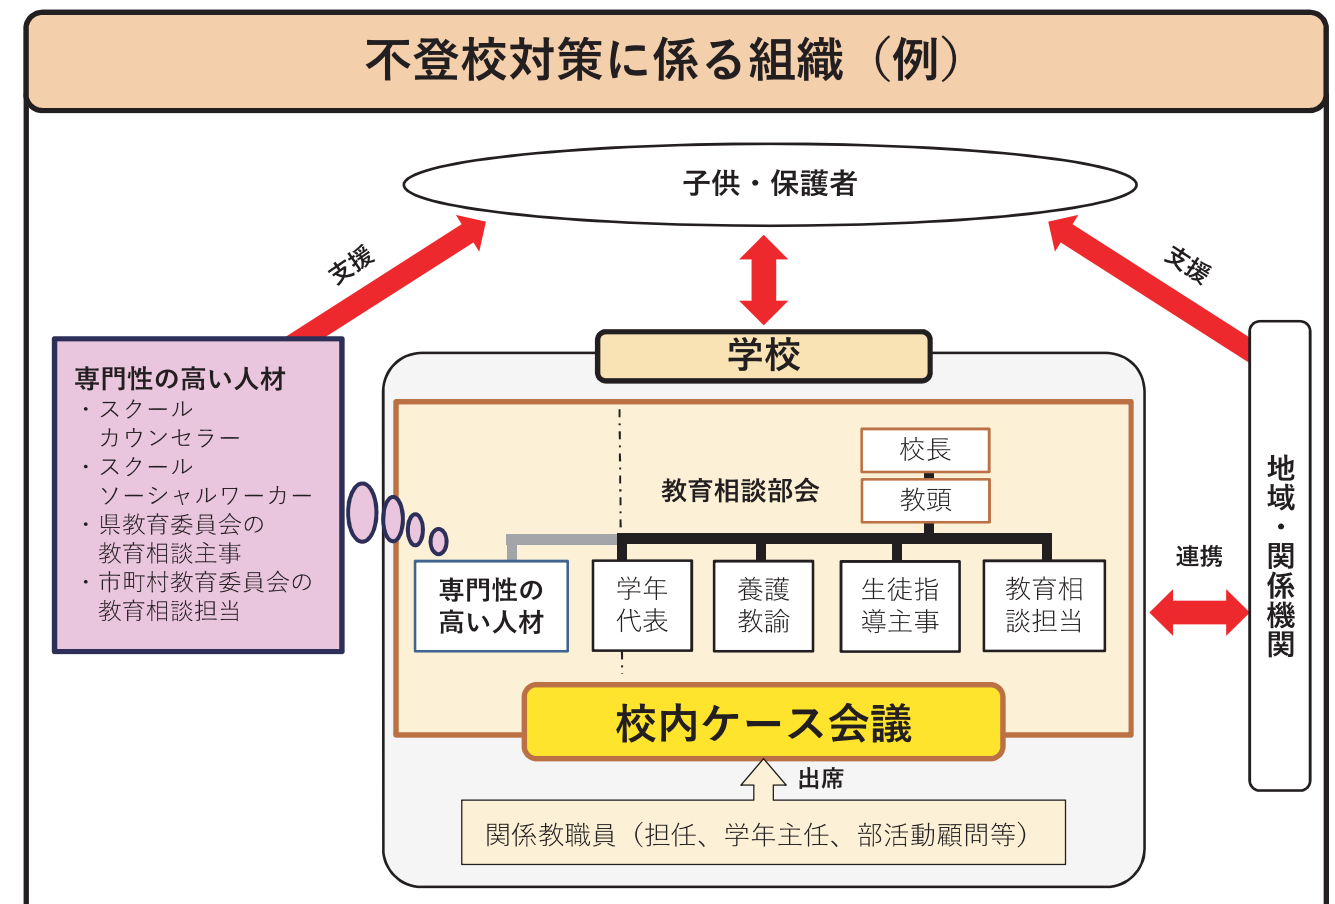 不登校対策に係る組織（例）
子供・保護者
支援
支援
学校
専門性の高い人材
・スクール
カウンセラー
・スクール
ソーシャルワーカー
・県教育委員会の
教育相談主事
・市町村教育委員会の
教育相談担当
教育相談部会
校長
教頭
専門性の
高い人材
学年
代表
養護
教諭
生徒指
導主事
教育相
談担当
連携
地域・関係機関
校内ケース会議
出席
関係教職員（担任、学年主任、部活動顧問等）